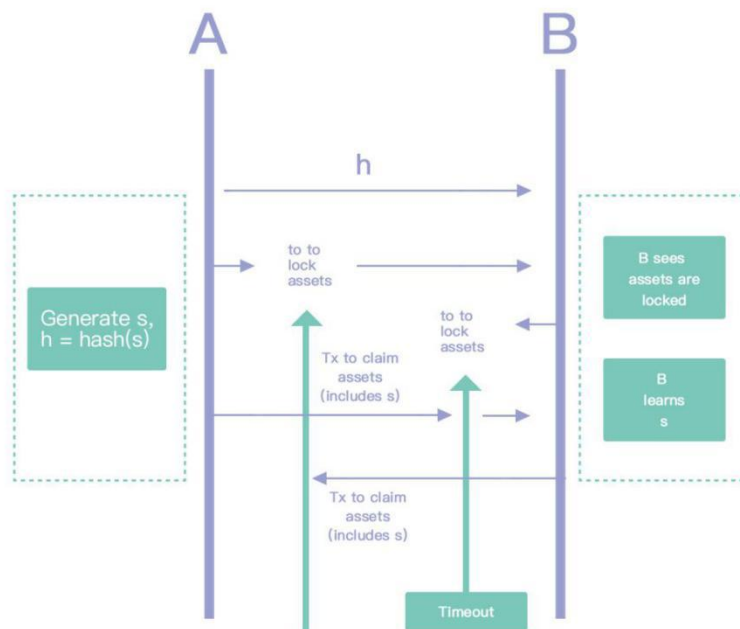 A
B
h
to to
lock
assets
B sees
assets are
locked
Generate s,
h = hash(s)
to to
lock
assets
Tx to claim
assets
(includes s)
B
learns
s
Tx to claim
assets
(includes s)
Timeout